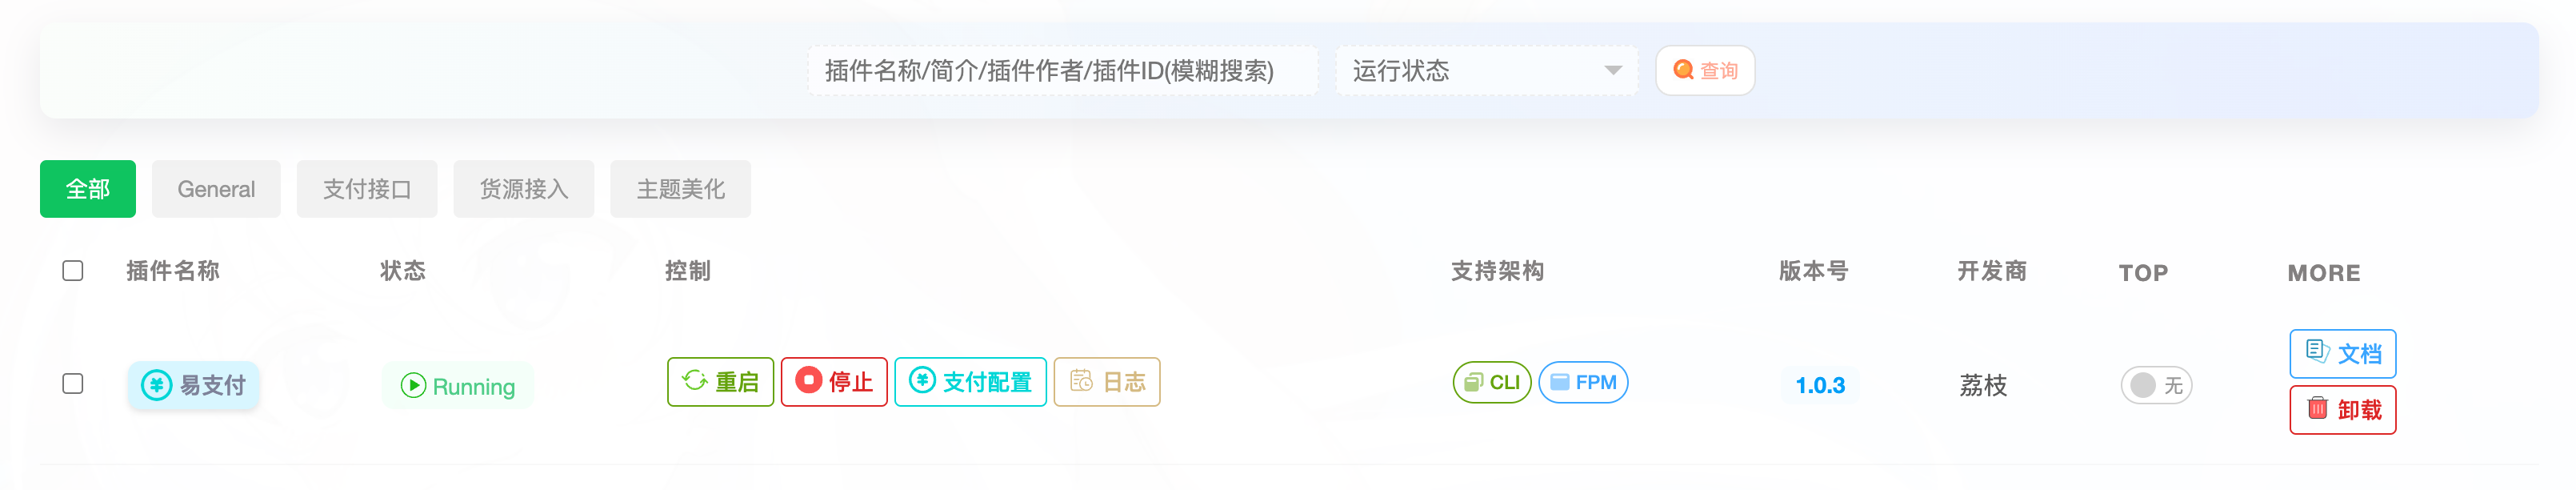 插件名称/简介/插件作者/插件ID(模糊搜索) 运行状态 查询
全部 General 支付接口 货源接入 主题美化
插件名称 状态 控制 支持架构 版本号 开发商 TOP MORE
易支付 Running 重启 停止 支付配置 日志 CLI FPM 1.0.3 荔枝 无 文档
卸载